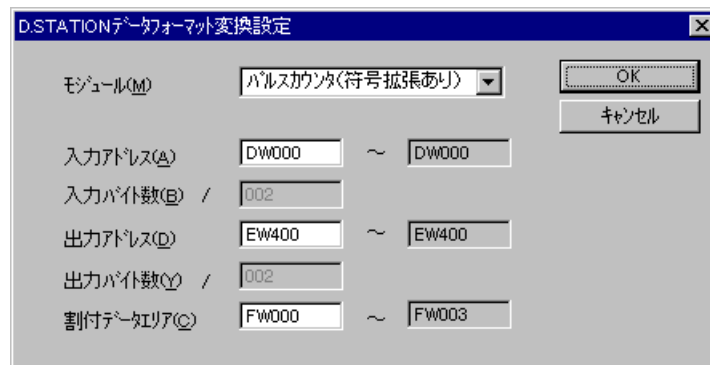 D.STATIONﾃﾞｰﾀﾌｫｰﾏｯﾄ変換設定
ﾓｼﾞｭｰﾙ(M) ﾊﾟﾙｽｶｳﾝﾀ(符号拡張あり) OK
ｷｬﾝｾﾙ
入力ｱﾄﾞﾚｽ(A) DW000 ～ DW000
入力ﾊﾞｲﾄ数(B) / 002
出力ｱﾄﾞﾚｽ(D) EW400 ～ EW400
出力ﾊﾞｲﾄ数(Y) / 002
割付ﾃﾞｰﾀｴﾘｱ(C) FW000 ～ FW003